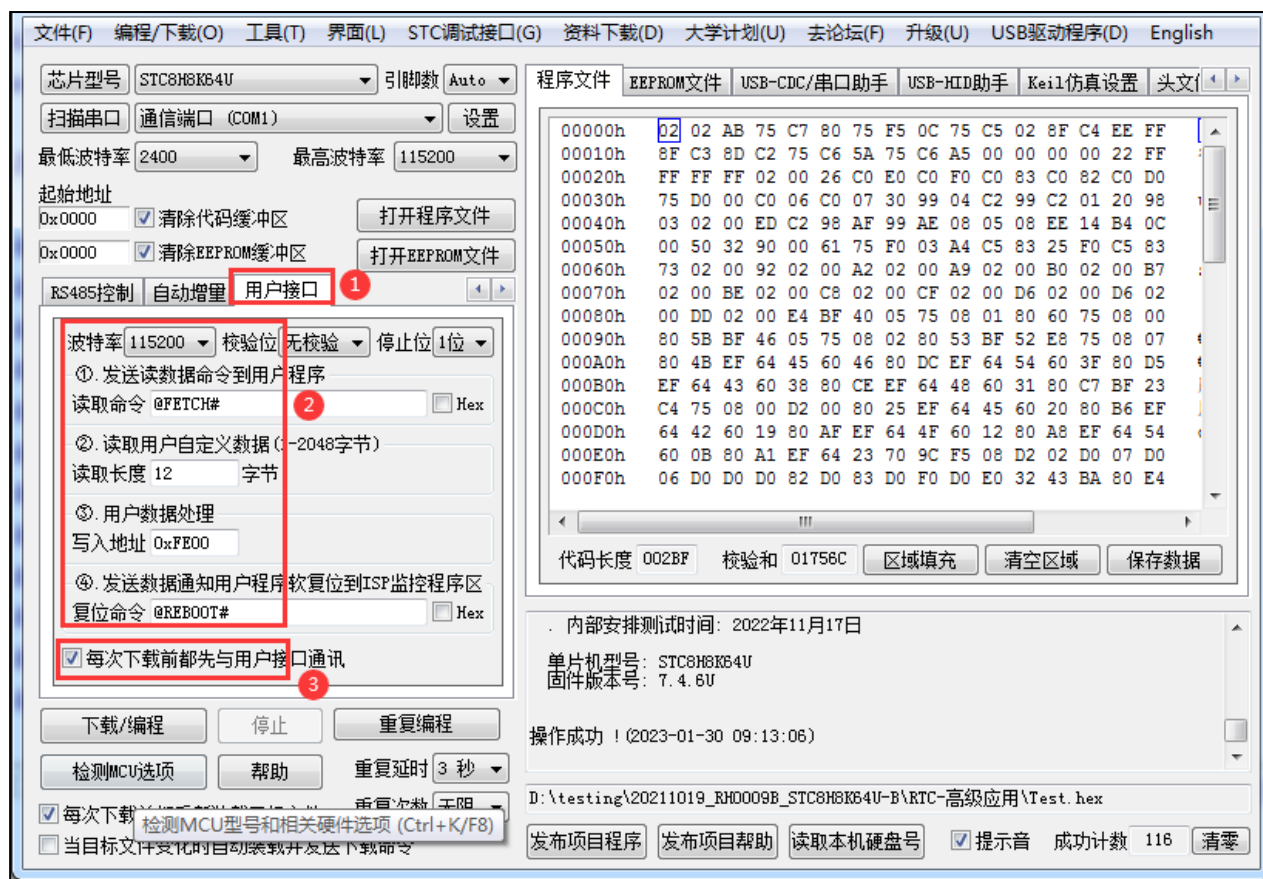 文件(F) 编程/下载(O) 工具(T) 界面(L) STC调试接口(G) 资料下载(D) 大学计划(U) 去论坛(F) 升级(U) USB驱动程序(D) English
芯片型号 STC8H8K64U 引脚数 Auto
扫描串口 通信端口 (COM1) 设置
最低波特率 2400 最高波特率 115200
起始地址
0x0000 清除代码缓冲区 打开程序文件
0x0000 清除EEPROM缓冲区 打开EEPROM文件
RS485控制 自动增量 用户接口 1
波特率 115200 校验位 无校验 停止位 1位
①.发送读数据命令到用户程序
读取命令 @FETCH# 2 Hex
②.读取用户自定义数据(1-2048字节)
读取长度 12 字节
③.用户数据处理
写入地址 0xFE00
④.发送数据通知用户程序软复位到ISP监控程序区
复位命令 @REBOOT# Hex
每次下载前都先与用户接口通讯
3
下载/编程 停止 重复编程
检测MCU选项 帮助 重复延时 3 秒
每次下载 重复次数 无限
检测MCU型号和相关硬件选项 (Ctrl+K/F8)
当目标文件变化时自动装载并发送下载命令
程序文件 EEPROM文件 USB-CDC/串口助手 USB-HID助手 Keil仿真设置 头文
00000h 02 02 AB 75 C7 80 75 F5 0C 75 C5 02 8F C4 EE FF
00010h 8F C3 8D C2 75 C6 5A 75 C6 A5 00 00 00 00 22 FF
00020h FF FF FF 02 00 26 C0 E0 C0 F0 C0 83 C0 82 C0 D0
00030h 75 D0 00 C0 06 C0 07 30 99 04 C2 99 C2 01 20 98
00040h 03 02 00 ED C2 98 AF 99 AE 08 05 08 EE 14 B4 0C
00050h 00 50 32 90 00 61 75 F0 03 A4 C5 83 25 F0 C5 83
00060h 73 02 00 92 02 00 A2 02 00 A9 02 00 B0 02 00 B7
00070h 02 00 BE 02 00 C8 02 00 CF 02 00 D6 02 00 D6 02
00080h 00 DD 02 00 E4 BF 40 05 75 08 01 80 60 75 08 00
00090h 80 5B BF 46 05 75 08 02 80 53 BF 52 E8 75 08 07
000A0h 80 4B EF 64 45 60 46 80 DC EF 64 54 60 3F 80 D5
000B0h EF 64 43 60 38 80 CE EF 64 48 60 31 80 C7 BF 23
000C0h C4 75 08 00 D2 00 80 25 EF 64 45 60 20 80 B6 EF
000D0h 64 42 60 19 80 AF EF 64 4F 60 12 80 A8 EF 64 54
000E0h 60 0B 80 A1 EF 64 23 70 9C F5 08 D2 02 D0 07 D0
000F0h 06 D0 D0 D0 82 D0 83 D0 F0 D0 E0 32 43 BA 80 E4
代码长度 002BF 校验和 01756C 区域填充 清空区域 保存数据
. 内部安排测试时间: 2022年11月17日
单片机型号: STC8H8K64U
固件版本号: 7.4.6U
操作成功 !(2023-01-30 09:13:06)
D:\testing\20211019_RH0009B_STC8H8K64U-B\RTC-高级应用\Test.hex
发布项目程序 发布项目帮助 读取本机硬盘号 提示音 成功计数 116 清零